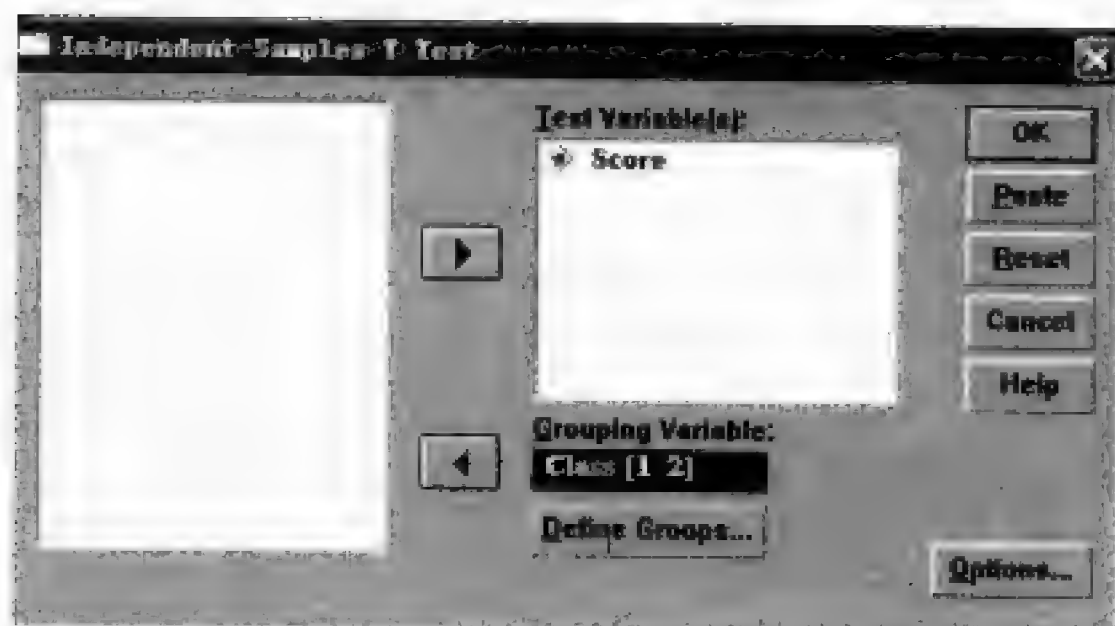 Independent-Samples T Test
Test Variable(s):
Score
Grouping Variable:
Class [1 2]
Define Groups...
OK
Paste
Reset
Cancel
Help
Options...